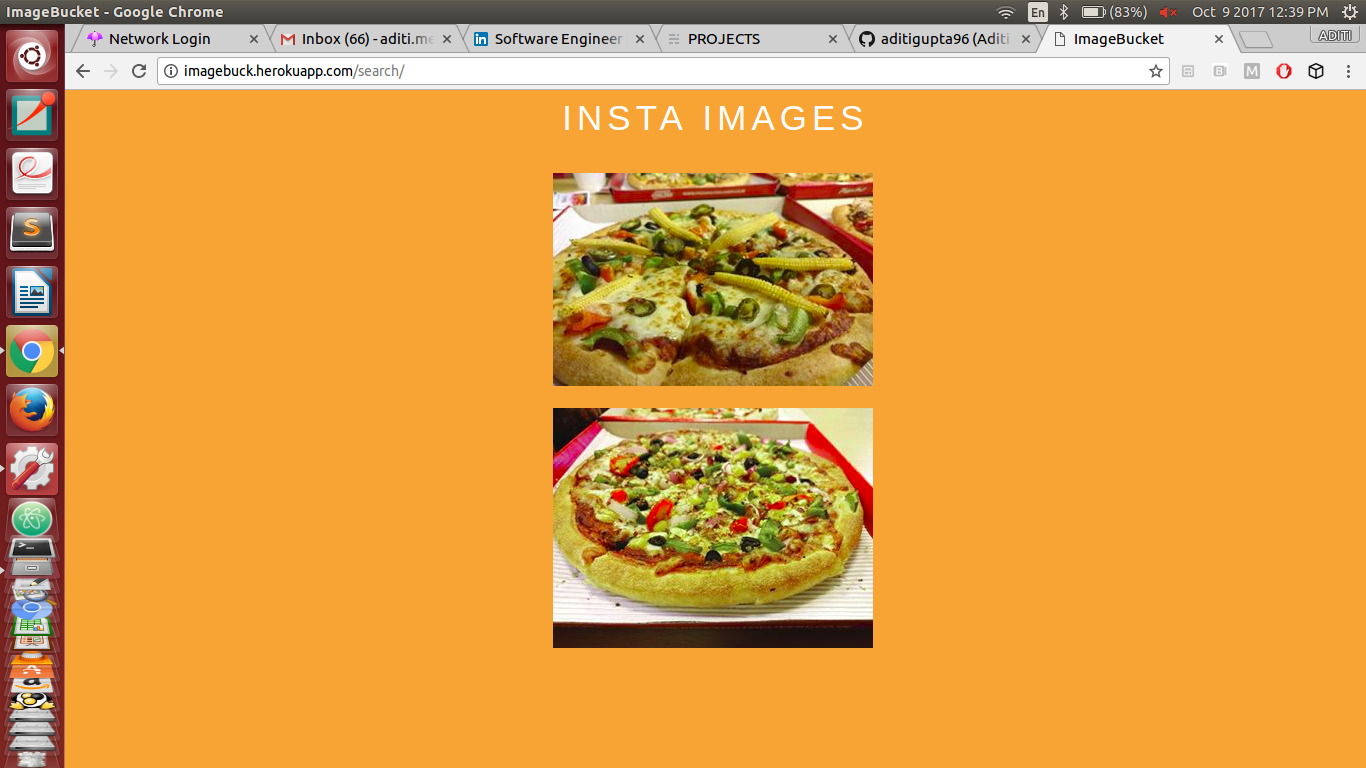 ImageBucket - Google Chrome
En
(83%)
Oct 9 2017 12:39 PM
Network Login
Inbox (66) - aditi.me
Software Engineer
PROJECTS
aditigupta96 (Aditi
ImageBucket
ADITI
imagebuck.herokuapp.com/search/
INSTA IMAGES